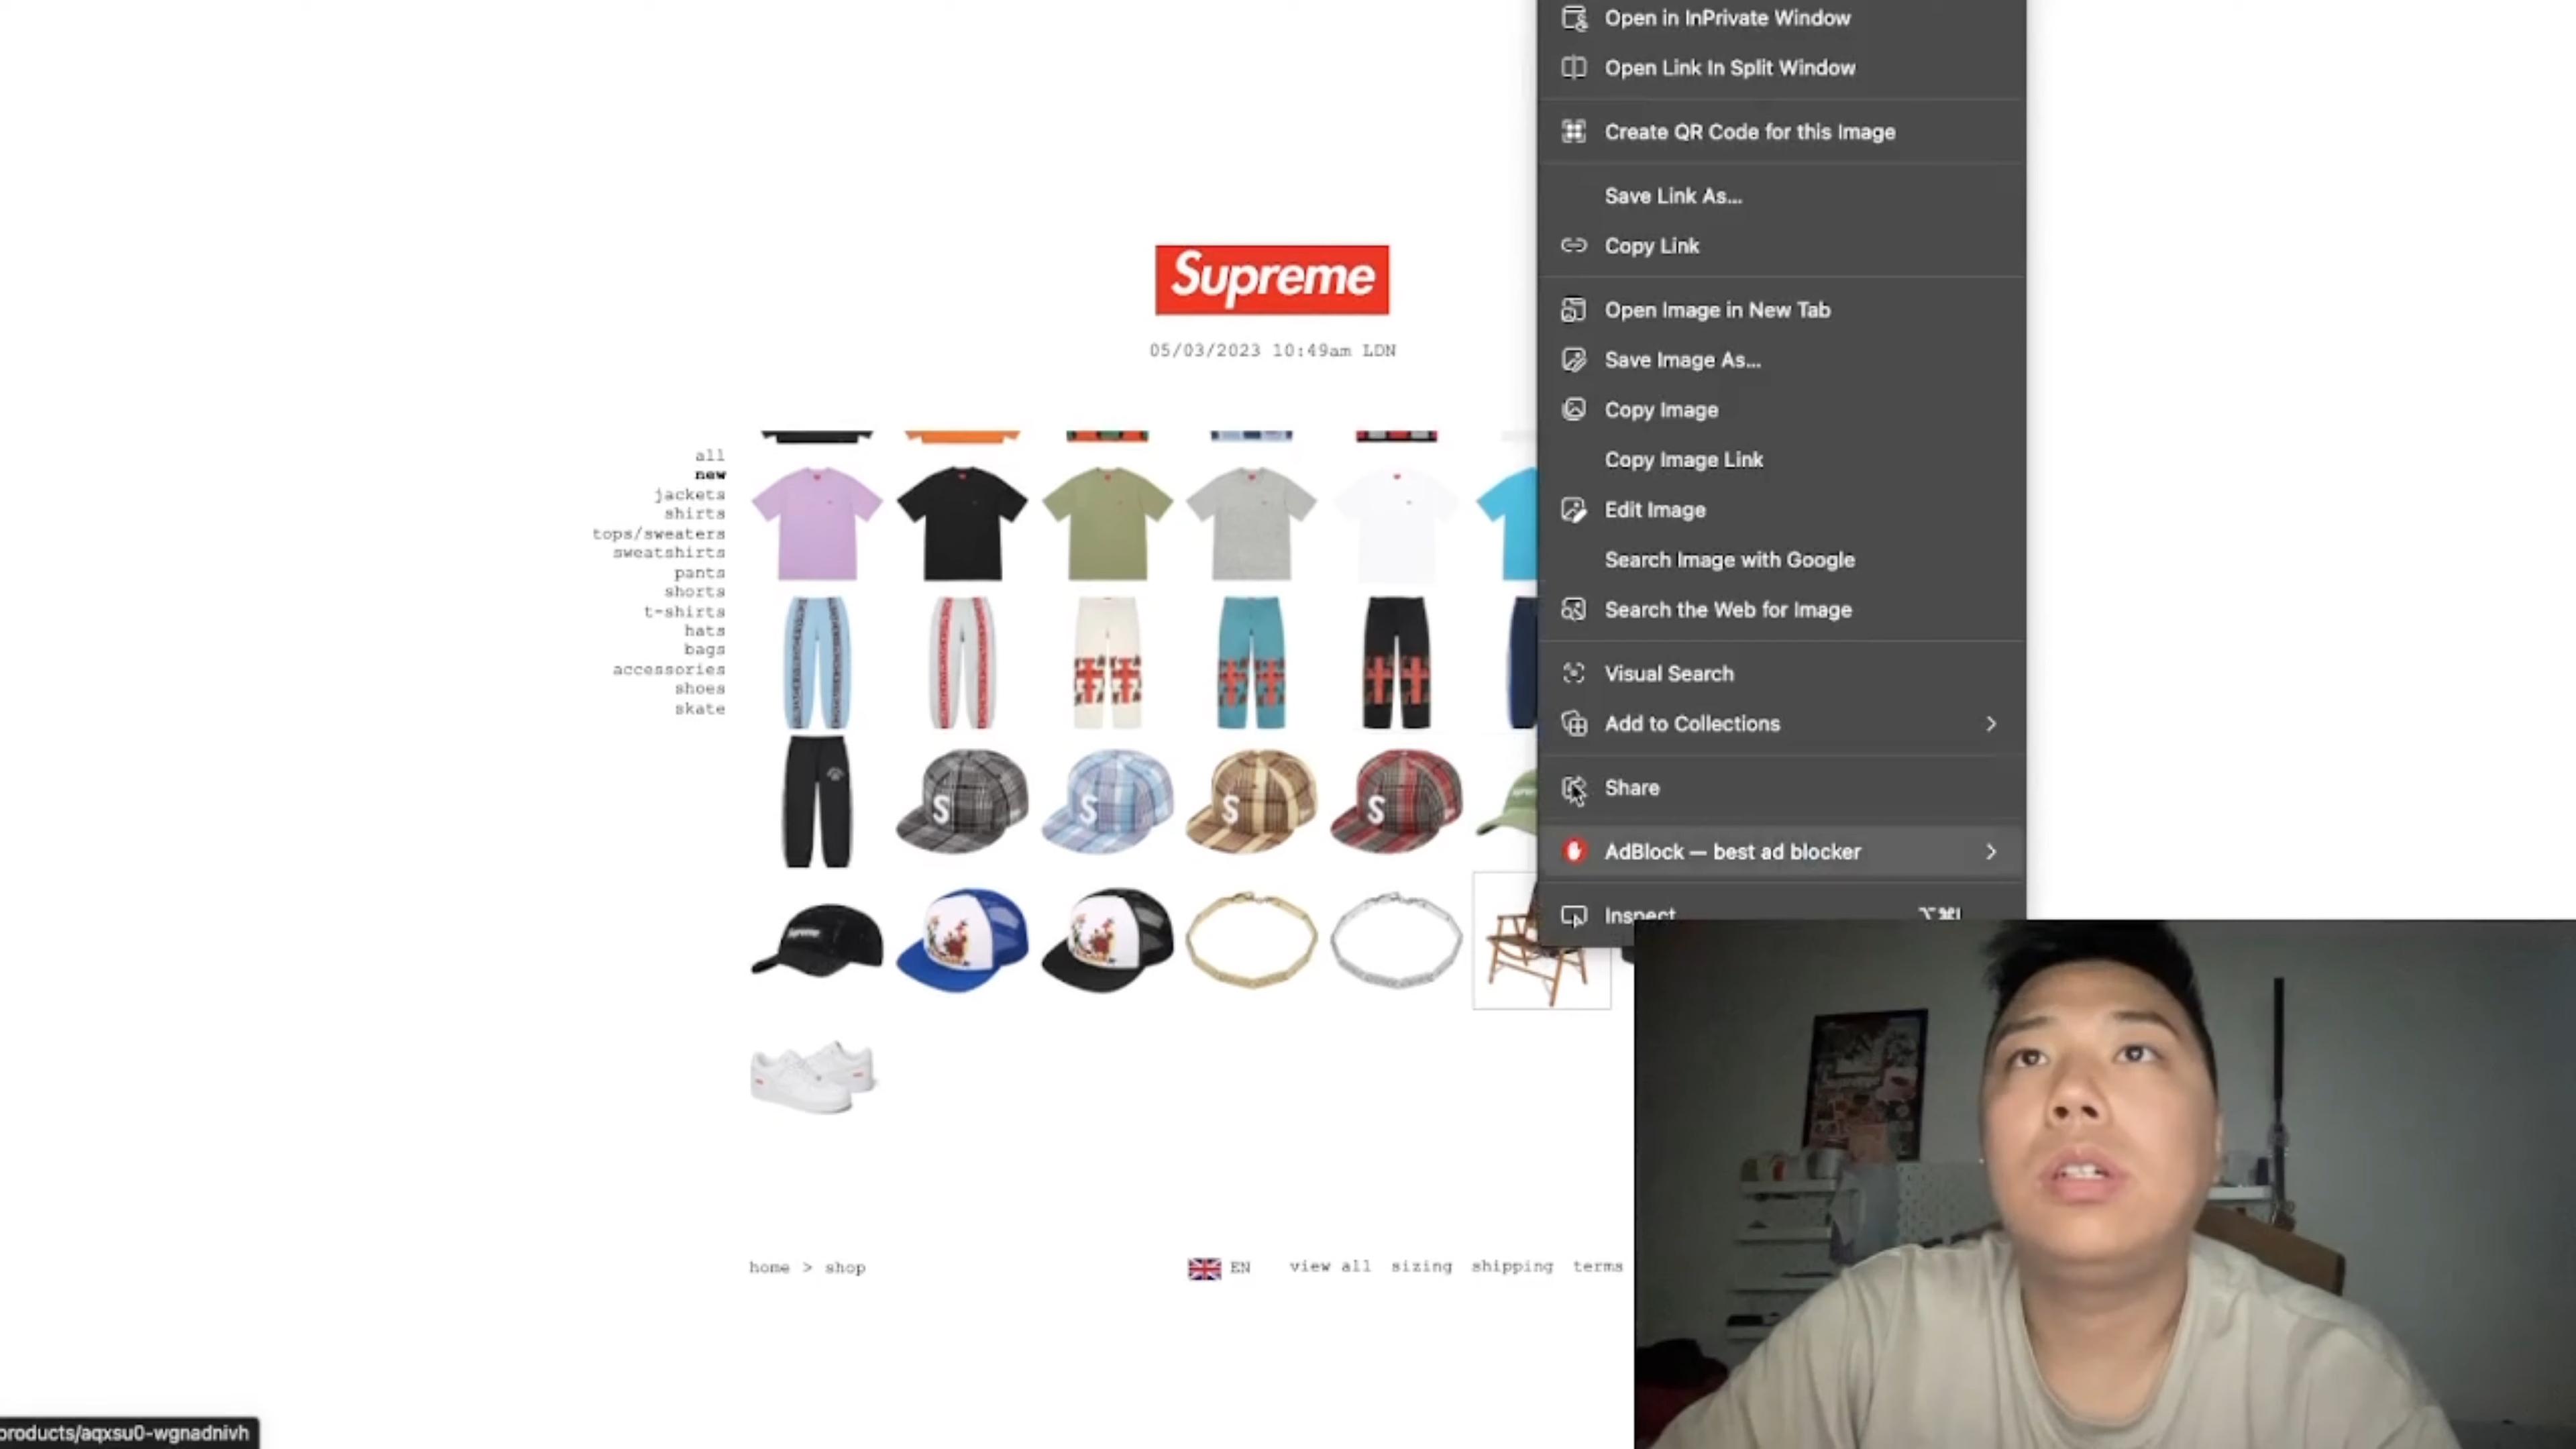 Open in InPrivate Window
Open Link In Split Window
Create QR Code for this Image
Save Link As...
Copy Link
Open Image in New Tab
Save Image As...
Copy Image
Copy Image Link
Edit Image
Search Image with Google
Search the Web for Image
Visual Search
Add to Collections
Share
AdBlock — best ad blocker
Inspect ⌥⌘I
Supreme
05/03/2023 10:49am LDN
all
new
jackets
shirts
tops/sweaters
sweatshirts
pants
shorts
t-shirts
hats
bags
accessories
shoes
skate
S
S
S
S
Supreme
home > shop
EN
view all sizing shipping terms
products/aqxsu0-wgnadnivh